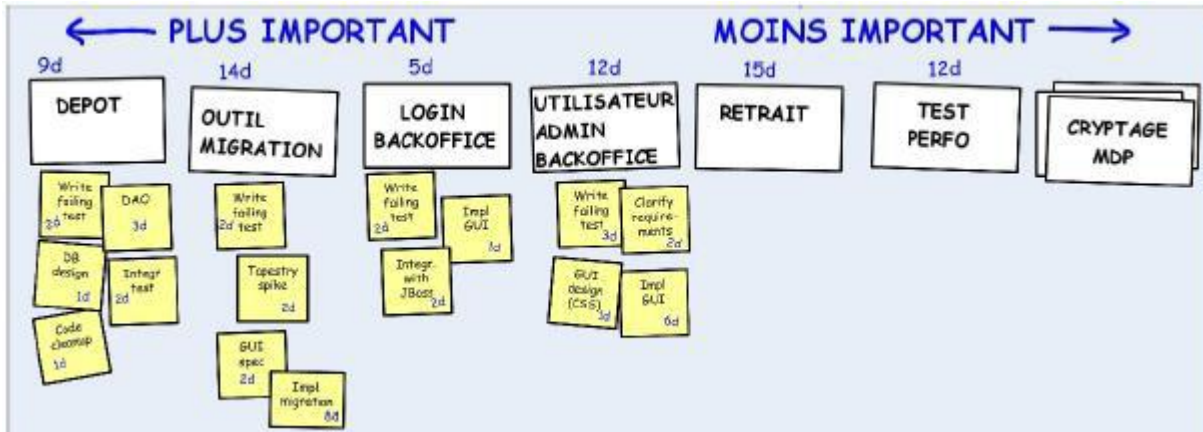 PLUS IMPORTANT
MOINS IMPORTANT
9d
DEPOT
Write
failing
test
2d
DAO
3d
DB
design
1d
Integr
test
2d
Code
cleanup
1d
14d
OUTIL
MIGRATION
Write
failing
test
2d
Tapestry
spike
2d
GUI
spec
2d
Impl
migration
8d
5d
LOGIN
BACKOFFICE
Write
failing
test
2d
Impl
GUI
1d
Integr.
with
JBoss
2d
12d
UTILISATEUR
ADMIN
BACKOFFICE
Write
failing
test
3d
Clarify
require-
ments
2d
GUI
design
(CSS)
Impl
GUI
6d
15d
RETRAIT
12d
TEST
PERFO
CRYPTAGE
MDP